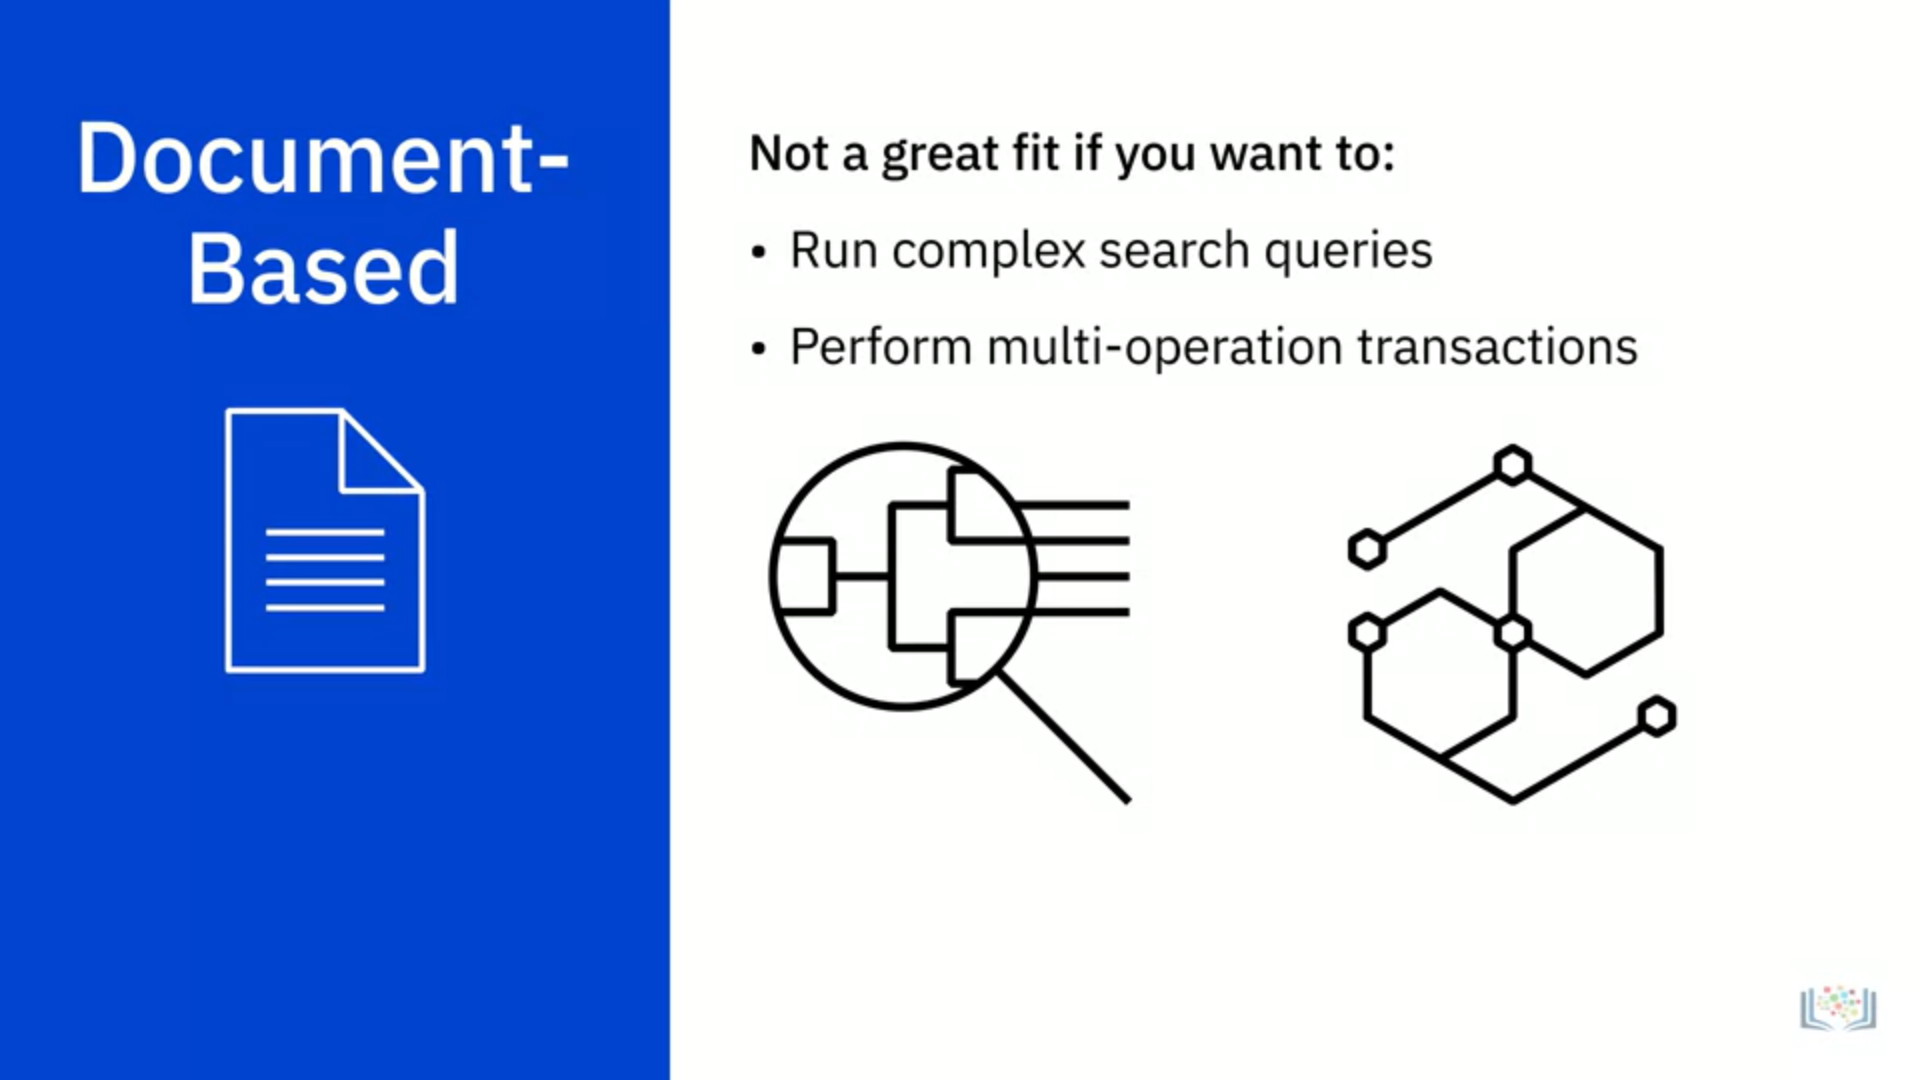 Document-
Based
Not a great fit if you want to:
• Run complex search queries
• Perform multi-operation transactions